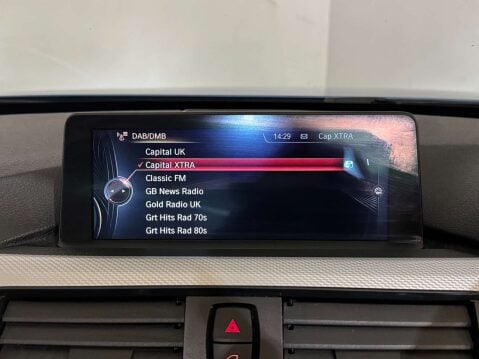 DAB/DMB 14:29 Cap XTRA
Capital UK
✓ Capital XTRA
Classic FM
GB News Radio
Gold Radio UK
Grt Hits Rad 70s
Grt Hits Rad 80s